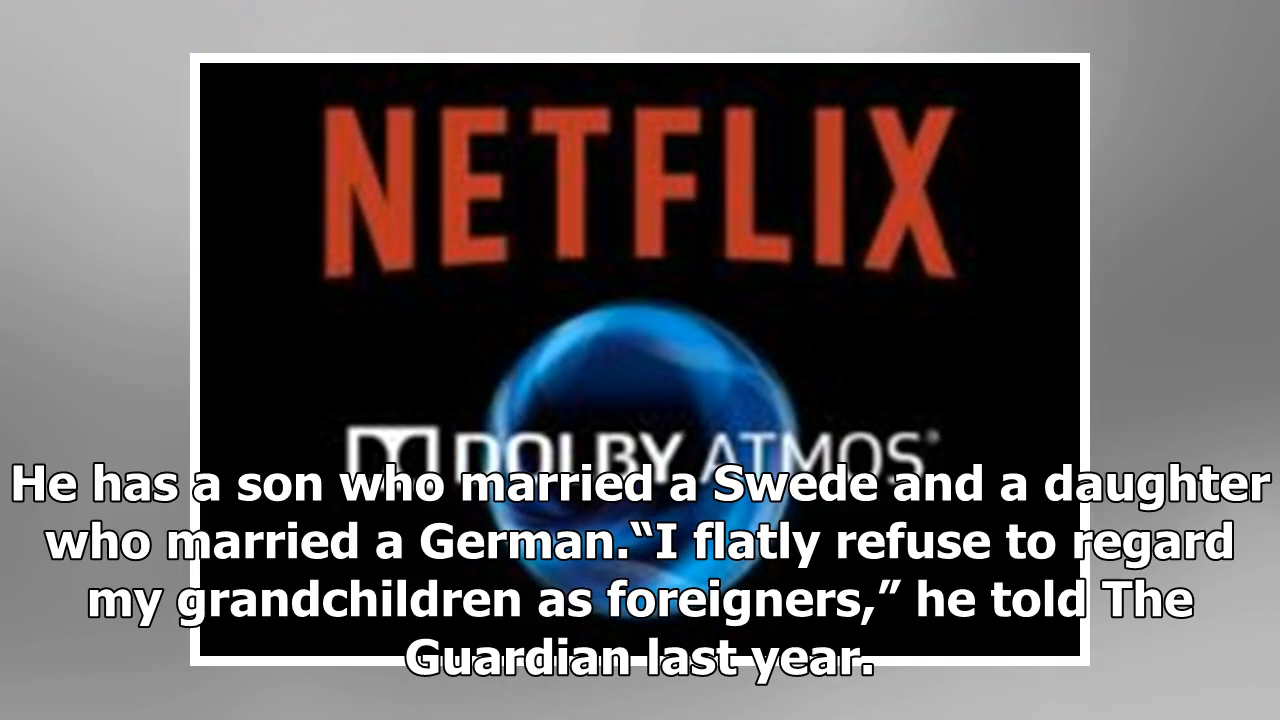 NETFLIX
DOLBY ATMOS®
He has a son who married a Swede and a daughter
who married a German.“I flatly refuse to regard
my grandchildren as foreigners,” he told The
Guardian last year.